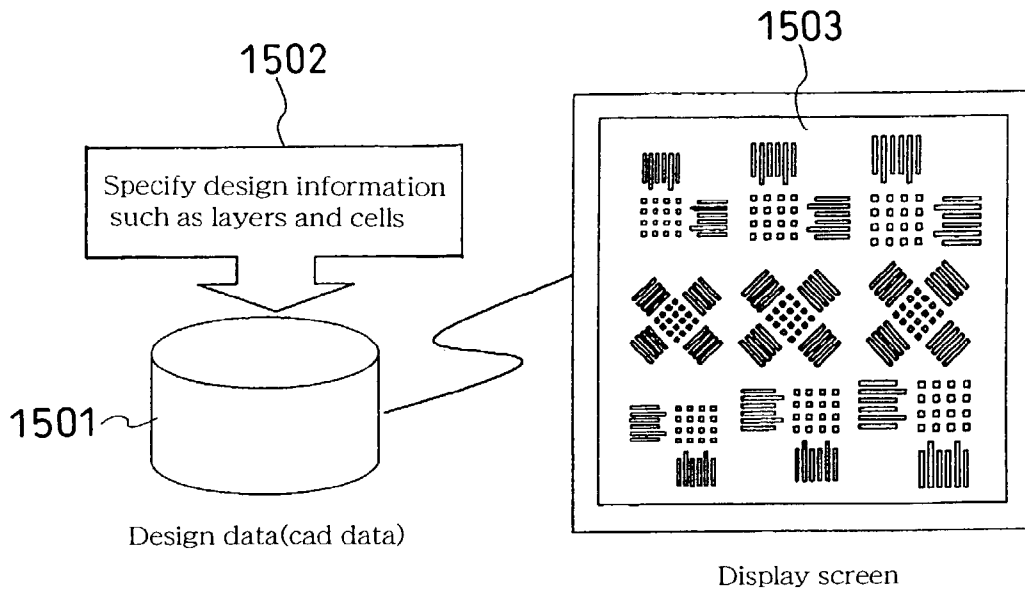 1502
1503
Specify design information
such as layers and cells
1501
Design data(cad data)
Display screen